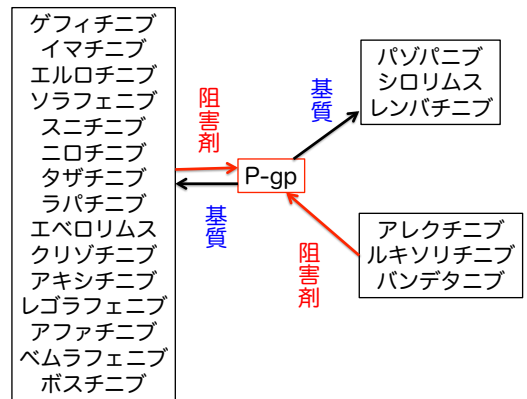 ゲフィチニブ
イマチニブ
エルロチニブ
ソラフェニブ
スニチニブ
ニロチニブ
タザチニブ
ラパチニブ
エベロリムス
クリゾチニブ
アキシチニブ
レゴラフェニブ
アファチニブ
ベムラフェニブ
ボスチニブ
阻害剤
基質
P-gp
基質
阻害剤
パゾパニブ
シロリムス
レンバチニブ
アレクチニブ
ルキソリチニブ
バンデタニブ